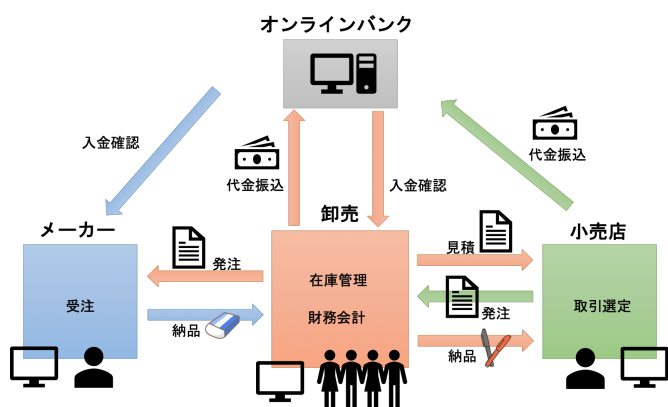 オンラインバンク
入金確認
代金振込
入金確認
代金振込
メーカー
卸売
小売店
発注
見積
受注
在庫管理
財務会計
発注
取引選定
納品
納品